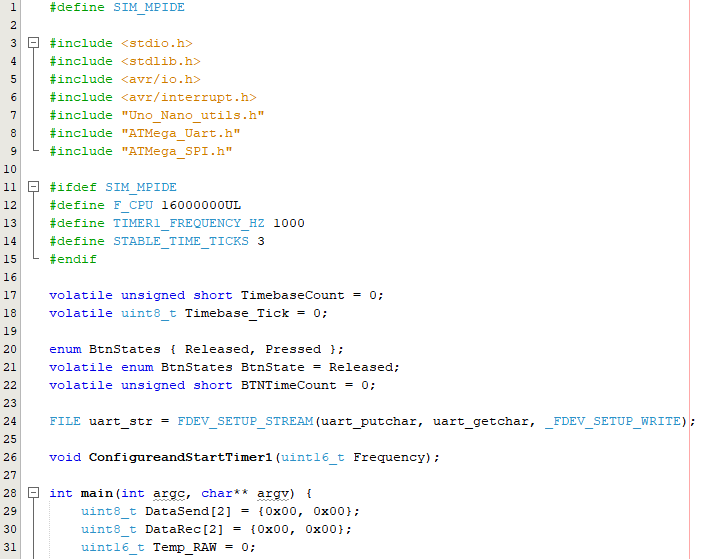 1 #define SIM_MPIDE
2
3 #include <stdio.h>
4 #include <stdlib.h>
5 #include <avr/io.h>
6 #include <avr/interrupt.h>
7 #include "Uno_Nano_utils.h"
8 #include "ATMega_Uart.h"
9 #include "ATMega_SPI.h"
10
11 #ifdef SIM_MPIDE
12 #define F_CPU 16000000UL
13 #define TIMER1_FREQUENCY_HZ 1000
14 #define STABLE_TIME_TICKS 3
15 #endif
16
17 volatile unsigned short TimebaseCount = 0;
18 volatile uint8_t Timebase_Tick = 0;
19
20 enum BtnStates { Released, Pressed };
21 volatile enum BtnStates BtnState = Released;
22 volatile unsigned short BTNTimeCount = 0;
23
24 FILE uart_str = FDEV_SETUP_STREAM(uart_putchar, uart_getchar, _FDEV_SETUP_WRITE);
25
26 void ConfigureandStartTimer1(uint16_t Frequency);
27
28 int main(int argc, char** argv) {
29 uint8_t DataSend[2] = {0x00, 0x00};
30 uint8_t DataRec[2] = {0x00, 0x00};
31 uint16_t Temp_RAW = 0;